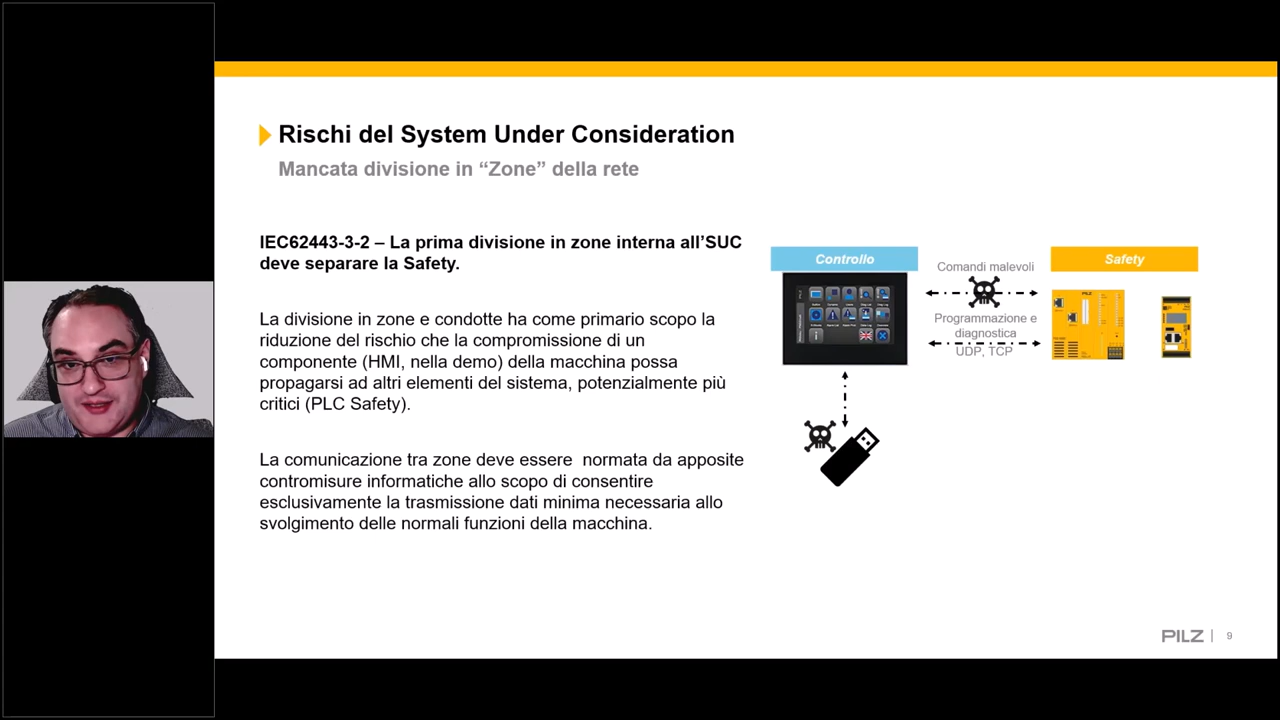 Rischi del System Under Consideration
Mancata divisione in “Zone” della rete
IEC62443-3-2 – La prima divisione in zone interna all’SUC
deve separare la Safety.
La divisione in zone e condotte ha come primario scopo la
riduzione del rischio che la compromissione di un
componente (HMI, nella demo) della macchina possa
propagarsi ad altri elementi del sistema, potenzialmente più
critici (PLC Safety).
La comunicazione tra zone deve essere  normata da apposite
contromisure informatiche allo scopo di consentire
esclusivamente la trasmissione dati minima necessaria allo
svolgimento delle normali funzioni della macchina.
Controllo
Comandi malevoli
Safety
Programmazione e
diagnostica
UDP, TCP
PILZ
PILZ
9